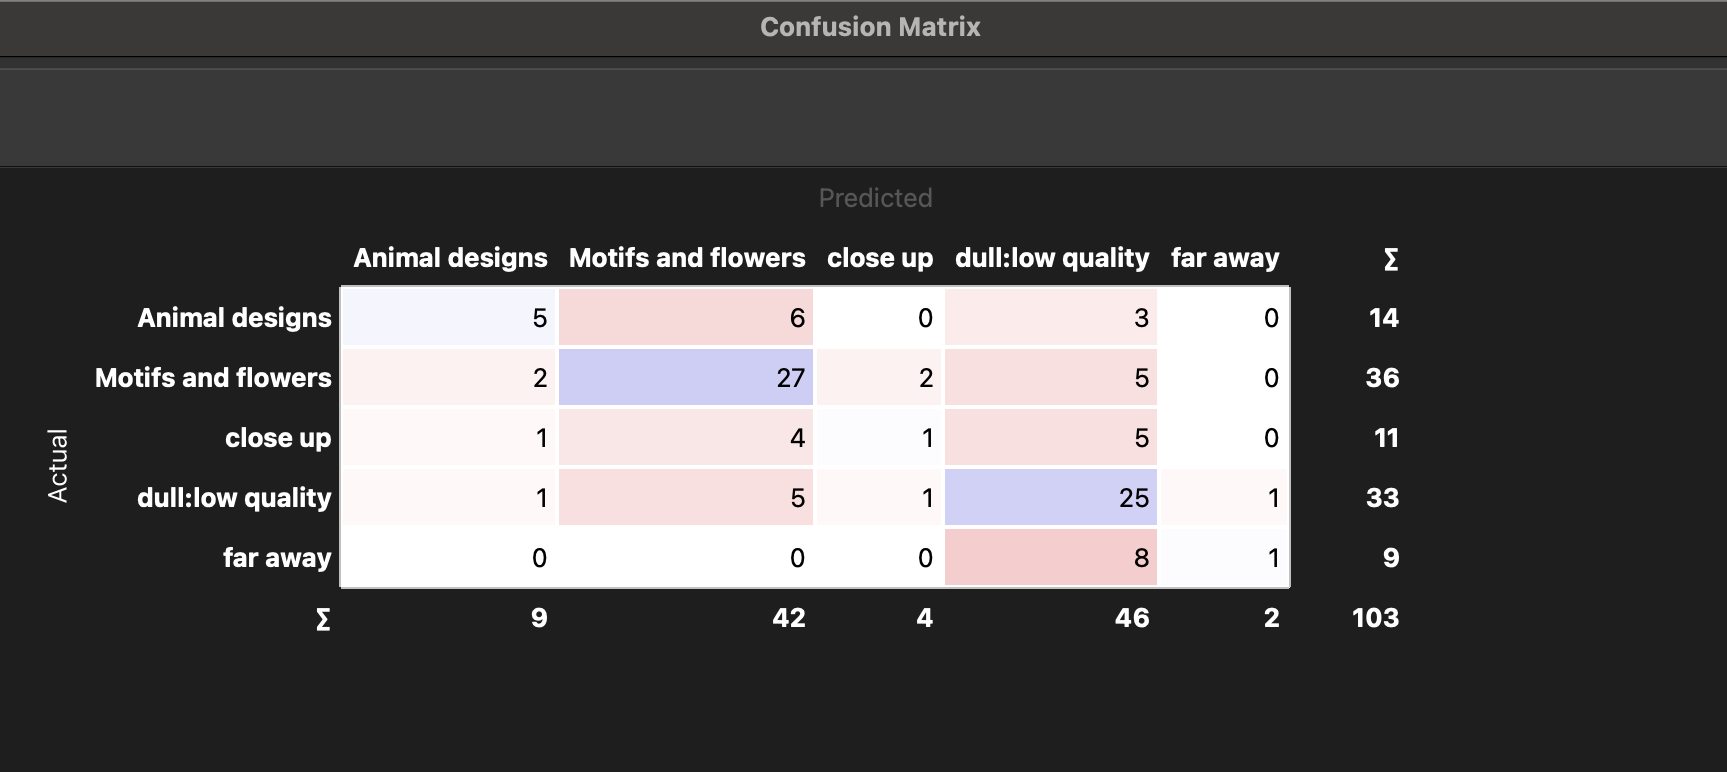 Confusion Matrix
Predicted
Animal designs Motifs and flowers close up dull:low quality far away Σ
Animal designs 5 6 0 3 0 14
Motifs and flowers 2 27 2 5 0 36
close up 1 4 1 5 0 11
dull:low quality 1 5 1 25 1 33
far away 0 0 0 8 1 9
Σ 9 42 4 46 2 103
Actual